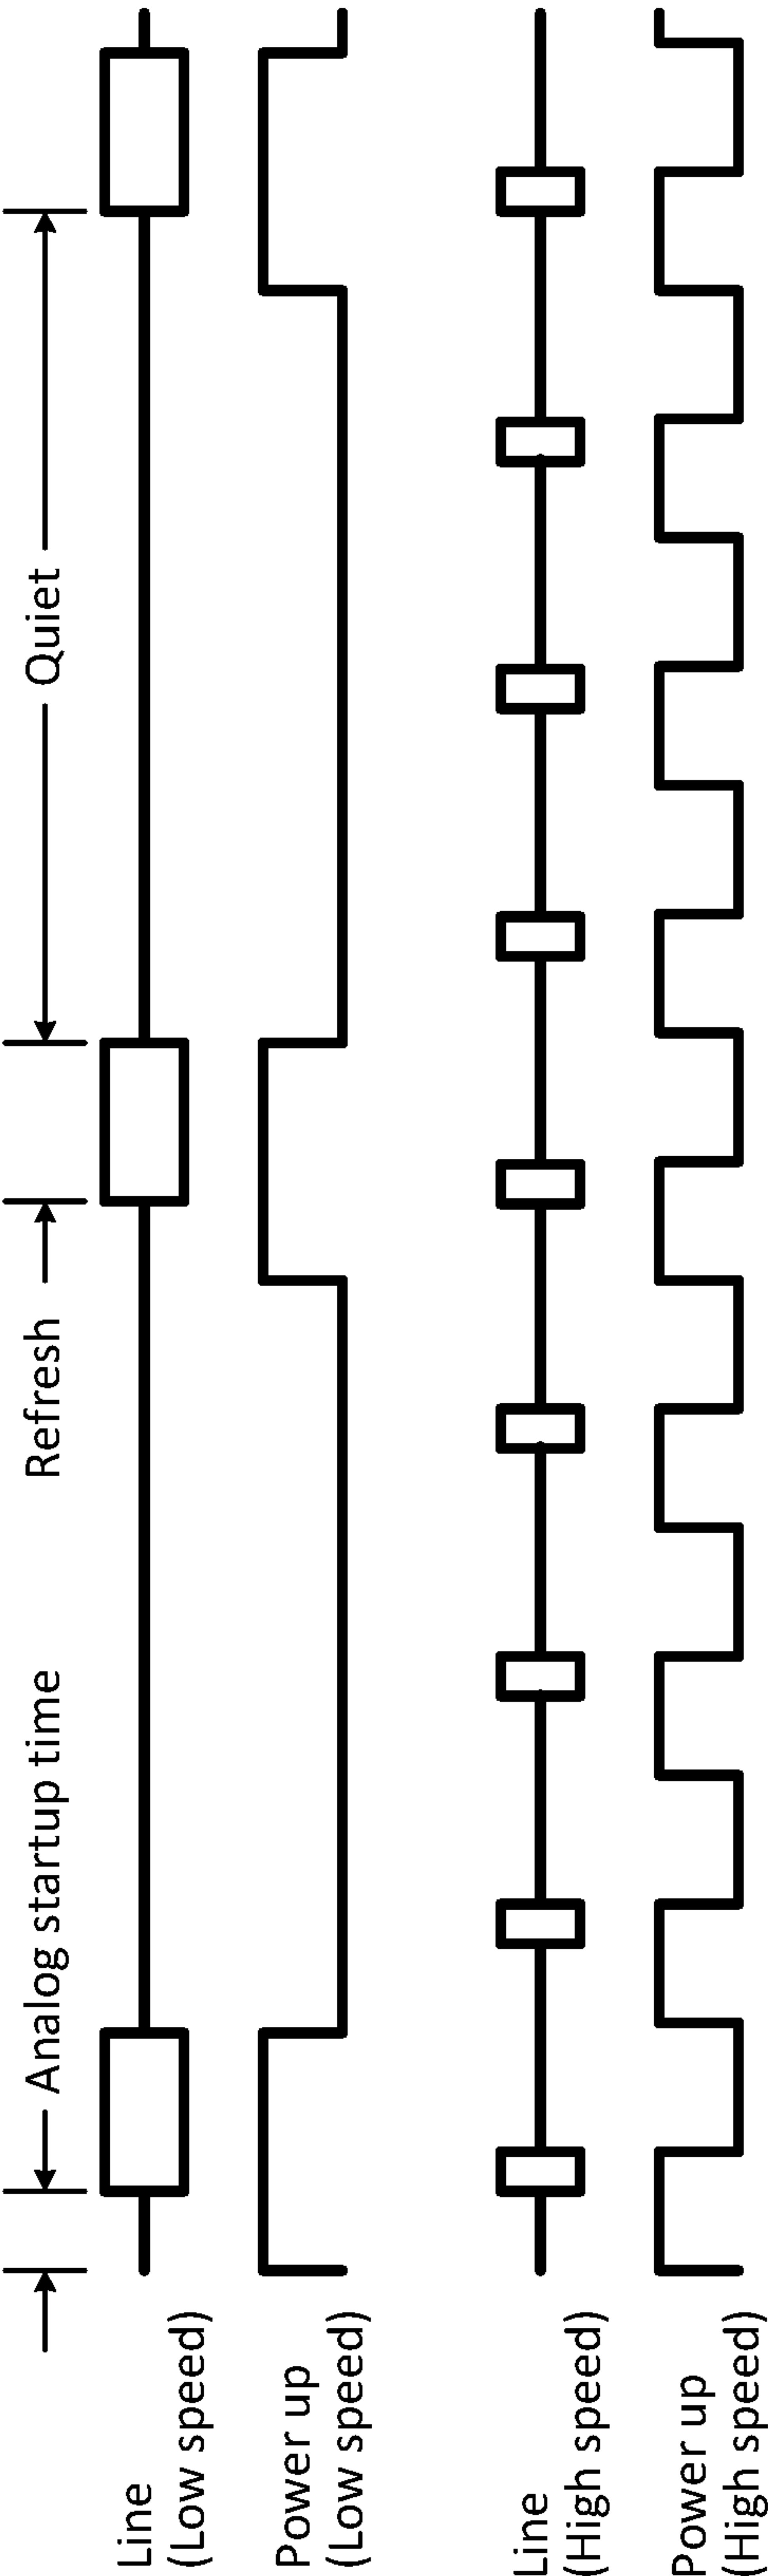 Analog startup time
Refresh
Quiet
Line
(Low speed)
Power up
(Low speed)
Line
(High speed)
Power up
(High speed)